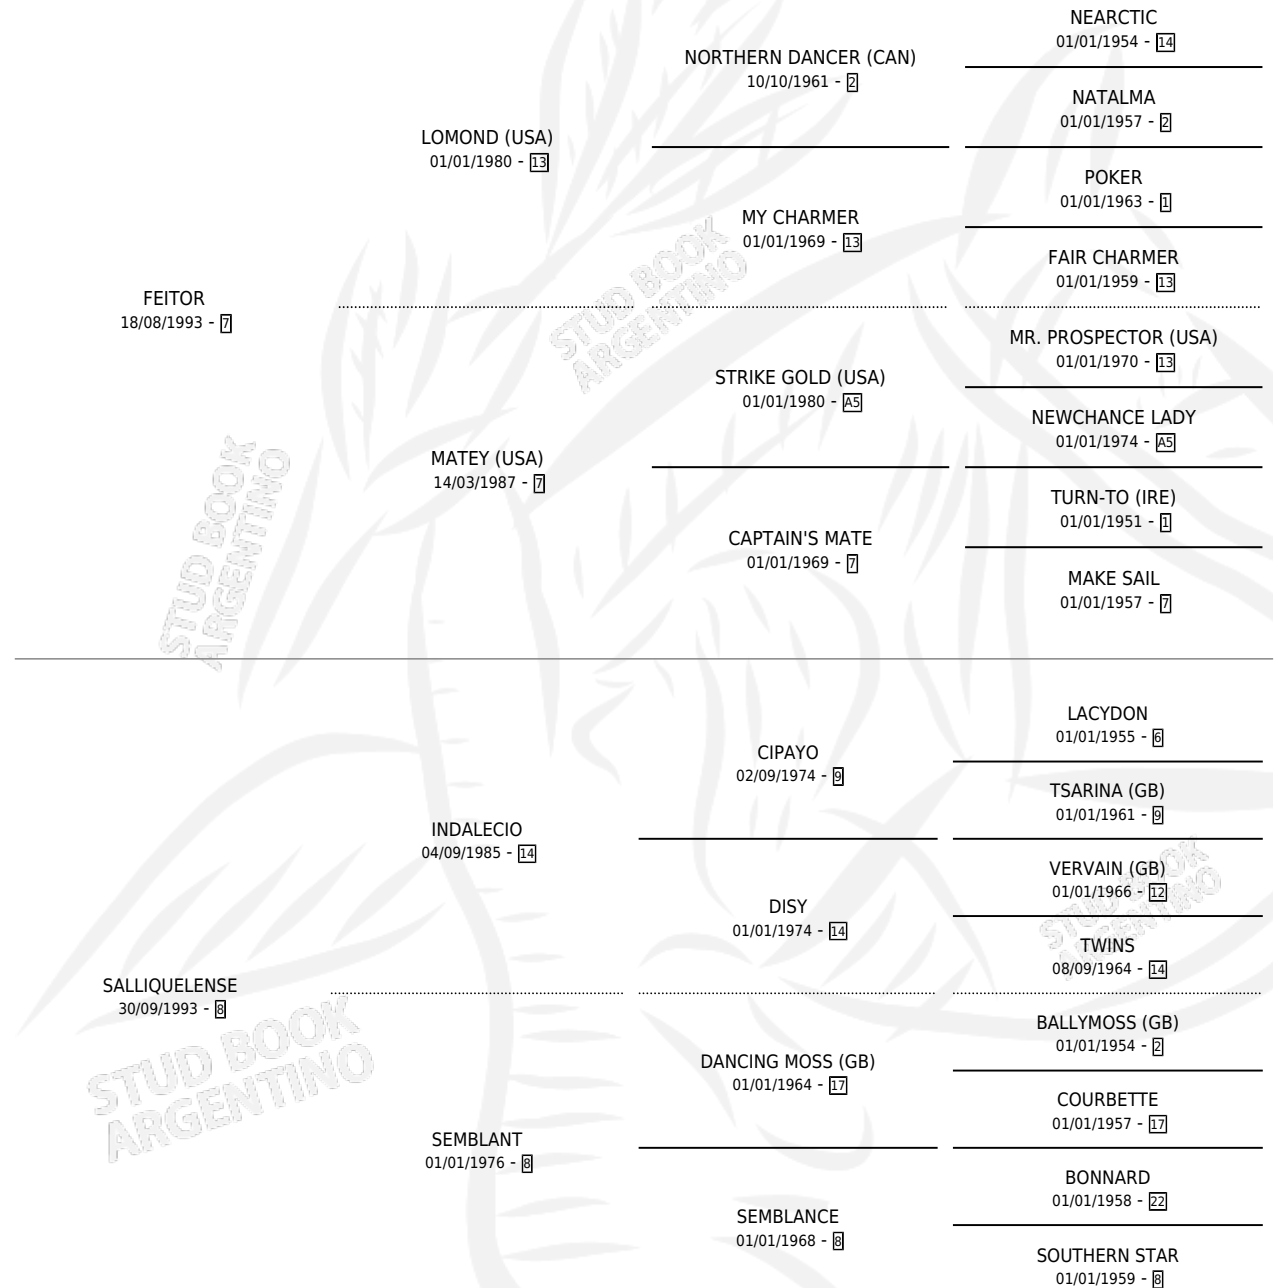 NEARCTIC
01/01/1954 - 14
NORTHERN DANCER (CAN)
10/10/1961 - 2
NATALMA
01/01/1957 - 2
LOMOND (USA)
01/01/1980 - 13
POKER
01/01/1963 - 1
MY CHARMER
01/01/1969 - 13
FAIR CHARMER
01/01/1959 - 13
FEITOR
18/08/1993 - 7
STUD BOOK
ARGENTINO
MR. PROSPECTOR (USA)
01/01/1970 - 13
STRIKE GOLD (USA)
01/01/1980 - A5
NEWCHANCE LADY
01/01/1974 - A5
MATEY (USA)
14/03/1987 - 7
TURN-TO (IRE)
01/01/1951 - 1
CAPTAIN'S MATE
01/01/1969 - 7
MAKE SAIL
01/01/1957 - 7
STUD BOOK
ARGENTINO
LACYDON
01/01/1955 - 6
CIPAYO
02/09/1974 - 9
TSARINA (GB)
01/01/1961 - 9
INDALECIO
04/09/1985 - 14
VERVAIN (GB)
01/01/1966 - 12
DISY
01/01/1974 - 14
TWINS
08/09/1964 - 14
STUD BOOK
ARGENTINO
SALLIQUELENSE
30/09/1993 - 8
BALLYMOSS (GB)
01/01/1954 - 2
DANCING MOSS (GB)
01/01/1964 - 17
COURBETTE
01/01/1957 - 17
STUD BOOK
ARGENTINO
SEMBLANT
01/01/1976 - 8
BONNARD
01/01/1958 - 22
SEMBLANCE
01/01/1968 - 8
SOUTHERN STAR
01/01/1959 - 8